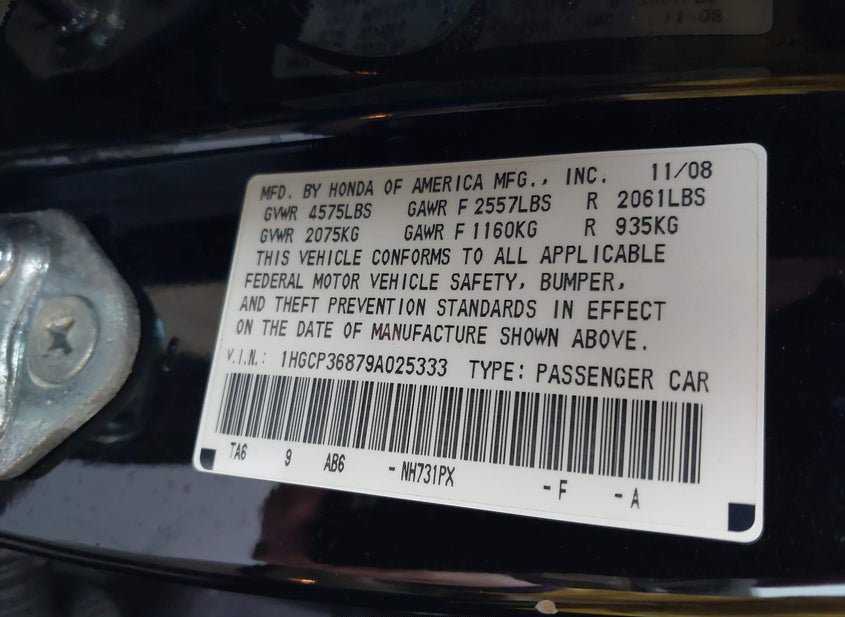 11/08
MFD. BY HONDA OF AMERICA MFG., INC. 11/08
GVWR 4575LBS GAWR F 2557LBS R 2061LBS
GVWR 2075KG GAWR F 1160KG R 935KG
THIS VEHICLE CONFORMS TO ALL APPLICABLE
FEDERAL MOTOR VEHICLE SAFETY, BUMPER,
AND THEFT PREVENTION STANDARDS IN EFFECT
ON THE DATE OF MANUFACTURE SHOWN ABOVE.
V.I.N.: 1HGCP36879A025333 TYPE: PASSENGER CAR
TA6 9 AB6 -NH731PX -F -A